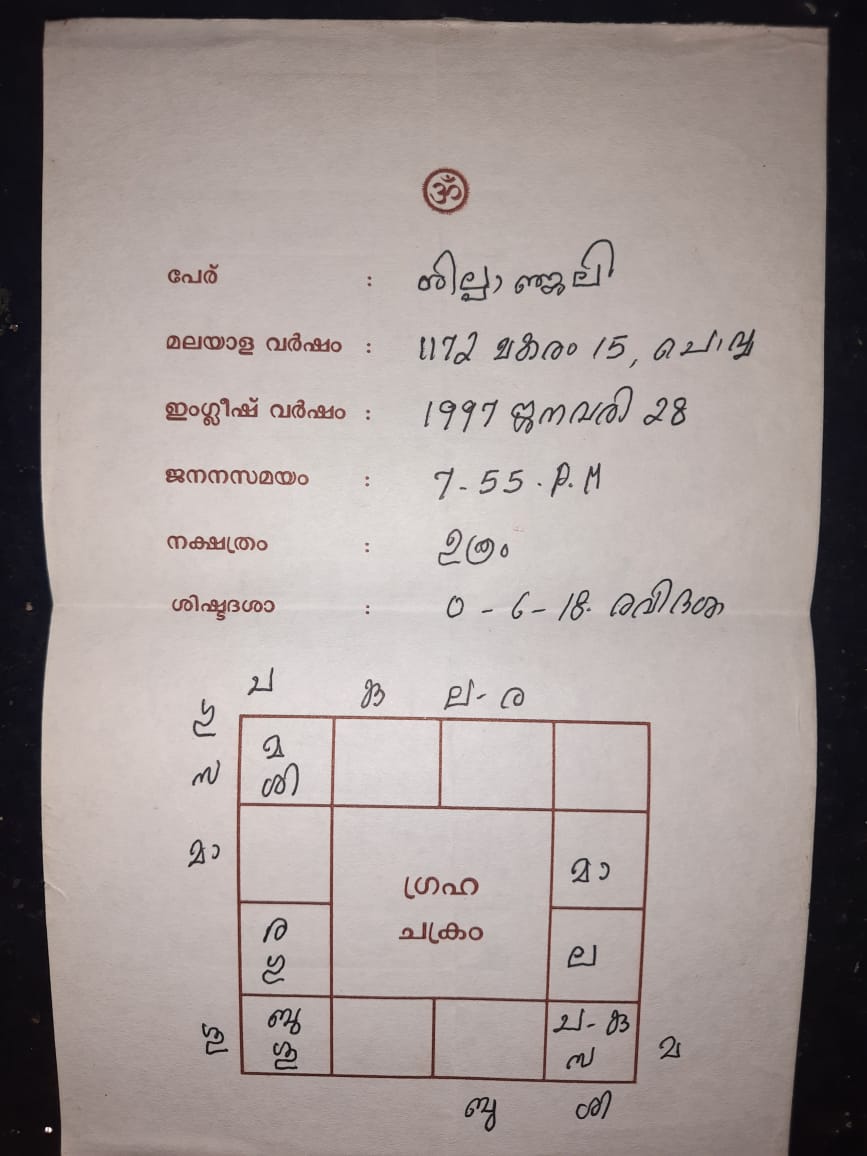 ॐ
പേര് : ശില്പാഞ്ജലി
മലയാള വർഷം : 1172 മകരം 15, ചൊവ്വ
ഇംഗ്ലീഷ് വർഷം : 1997 ജനവരി 28
ജനനസമയം : 7-55.P.M
നക്ഷത്രം : ഉത്രം
ശിഷ്ടദശാ : 0-6-18. രവിദശ
ച കു ല-ര
ഗു
സ
മ
ശി
മാ
മാ
ഗ്രഹ
ചക്രം
ര
ഗു
ല
ശു
ബു
ശു
ച-കു
സ
ബു ശി